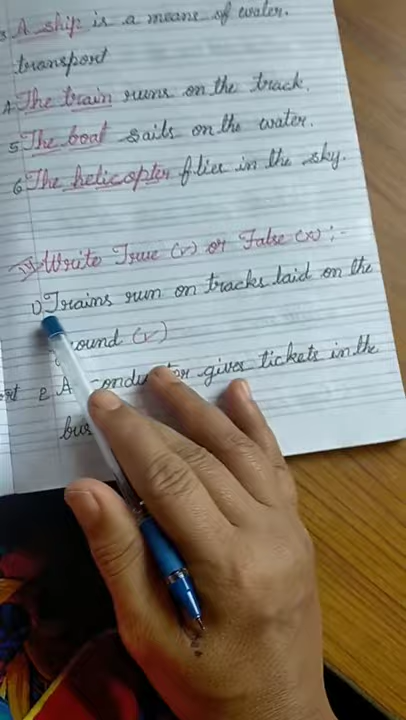 3 A ship is a means of water.
transport
4. The train runs on the track.
5. The boat sails on the water.
6. The helicopter flies in the sky.
Write True (✓) or False (x) :-
1) Trains run on tracks laid on the
ound (✓)
2. A conductor gives tickets in the
bus